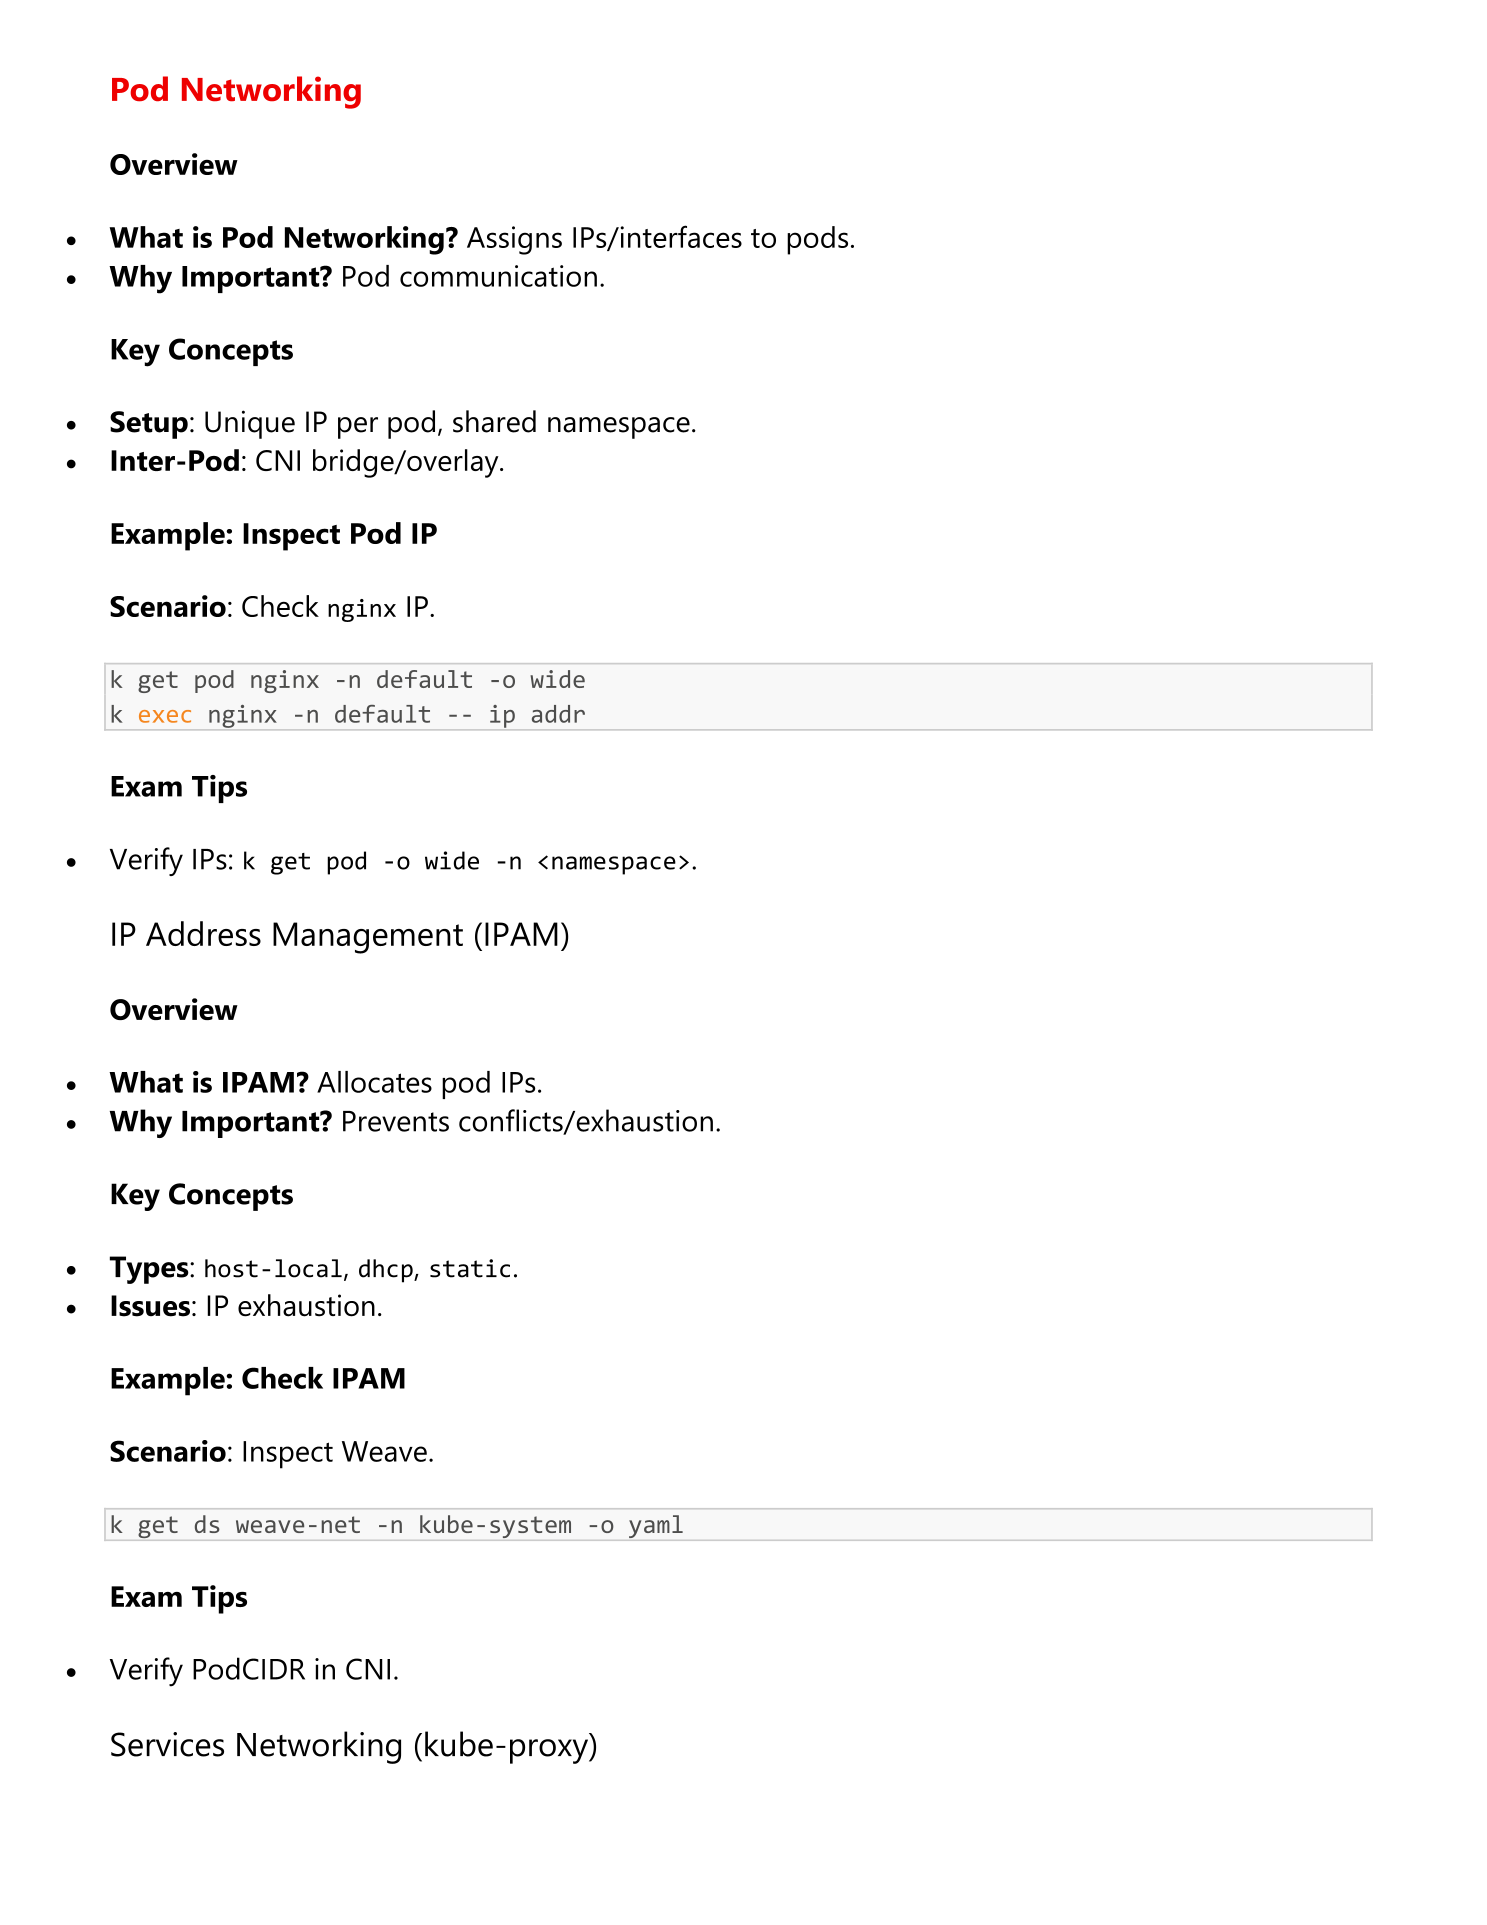 Pod Networking
Overview
• What is Pod Networking? Assigns IPs/interfaces to pods.
• Why Important? Pod communication.
Key Concepts
• Setup: Unique IP per pod, shared namespace.
• Inter-Pod: CNI bridge/overlay.
Example: Inspect Pod IP
Scenario: Check nginx IP.
k get pod nginx -n default -o wide
k exec nginx -n default -- ip addr
Exam Tips
• Verify IPs: k get pod -o wide -n <namespace>.
IP Address Management (IPAM)
Overview
• What is IPAM? Allocates pod IPs.
• Why Important? Prevents conflicts/exhaustion.
Key Concepts
• Types: host-local, dhcp, static.
• Issues: IP exhaustion.
Example: Check IPAM
Scenario: Inspect Weave.
k get ds weave-net -n kube-system -o yaml
Exam Tips
• Verify PodCIDR in CNI.
Services Networking (kube-proxy)